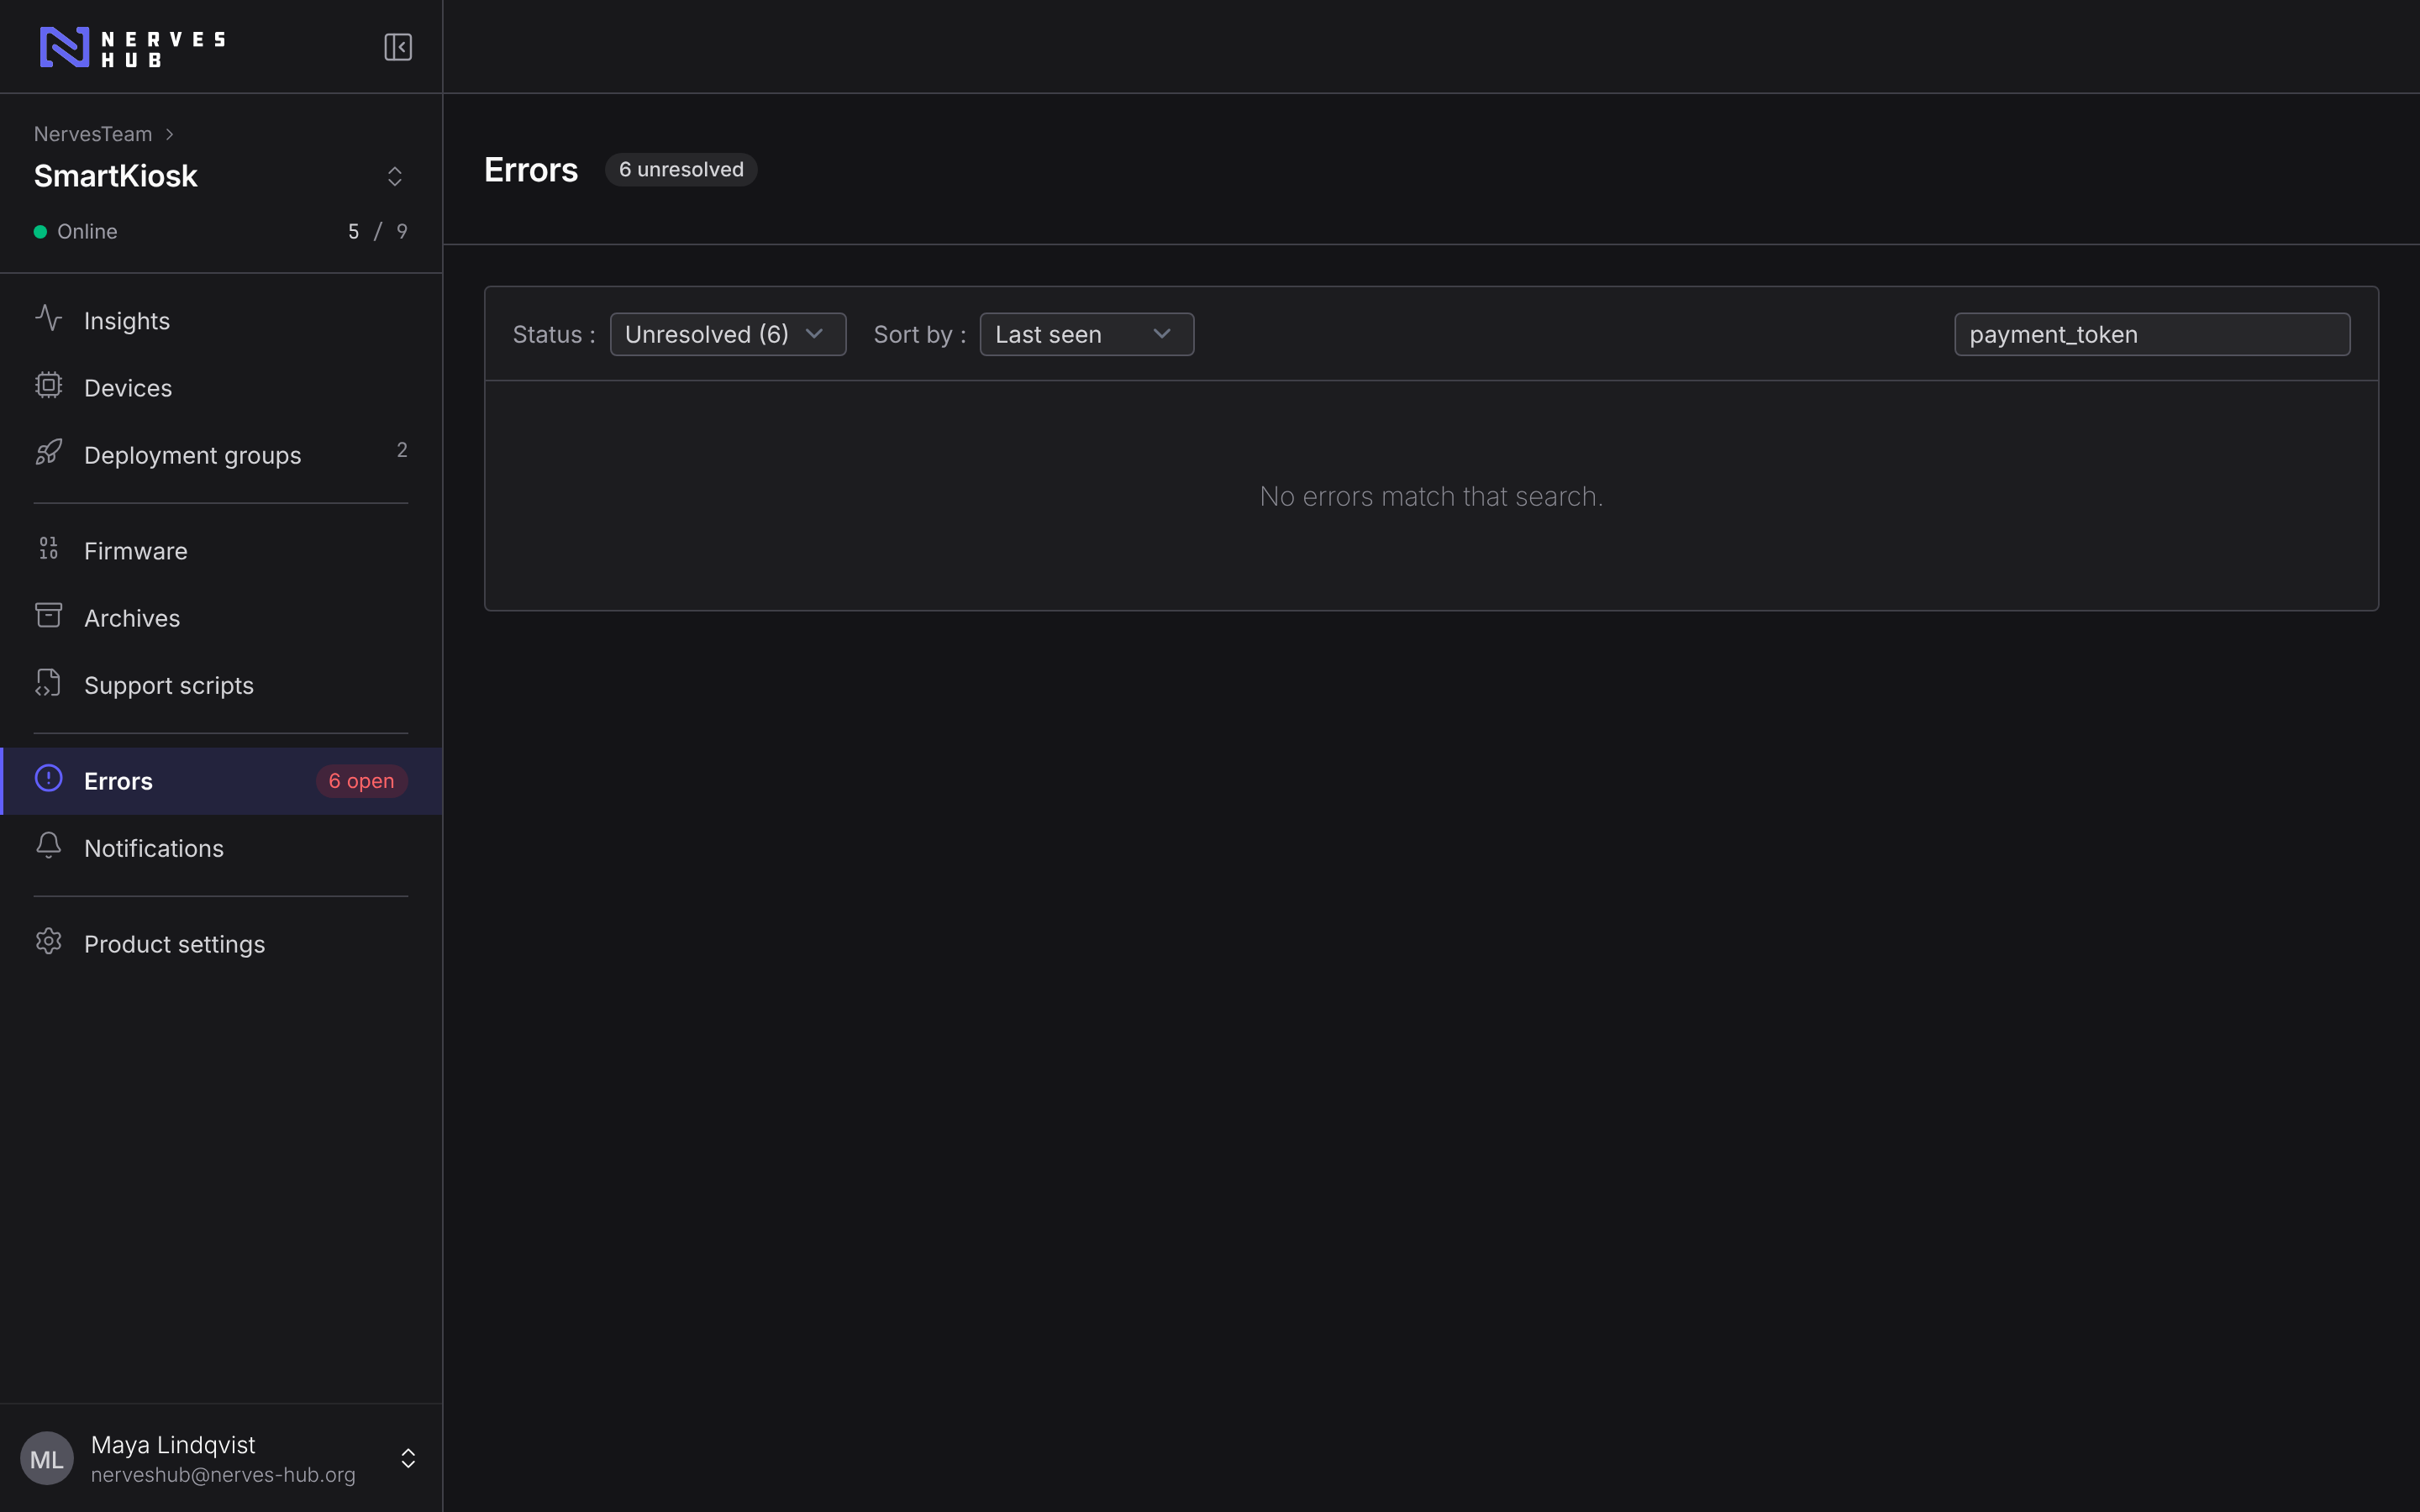 NERVES
HUB
NervesTeam
SmartKiosk
Online
5 / 9
Insights
Devices
Deployment groups
2
Firmware
Archives
Support scripts
Errors
6 open
Notifications
Product settings
ML
Maya Lindqvist
nerveshub@nerves-hub.org
Errors
6 unresolved
Status :
Unresolved (6)
Sort by :
Last seen
payment_token
No errors match that search.